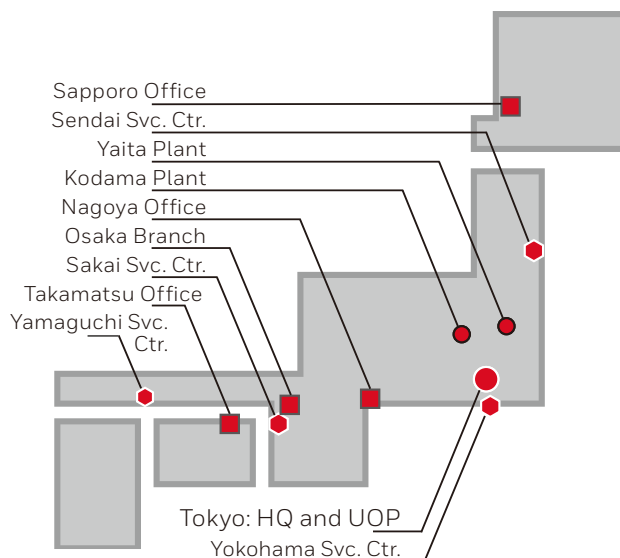 Sapporo Office
Sendai Svc. Ctr.
Yaita Plant
Kodama Plant
Nagoya Office
Osaka Branch
Sakai Svc. Ctr.
Takamatsu Office
Yamaguchi Svc.
Ctr.
Tokyo: HQ and UOP
Yokohama Svc. Ctr.